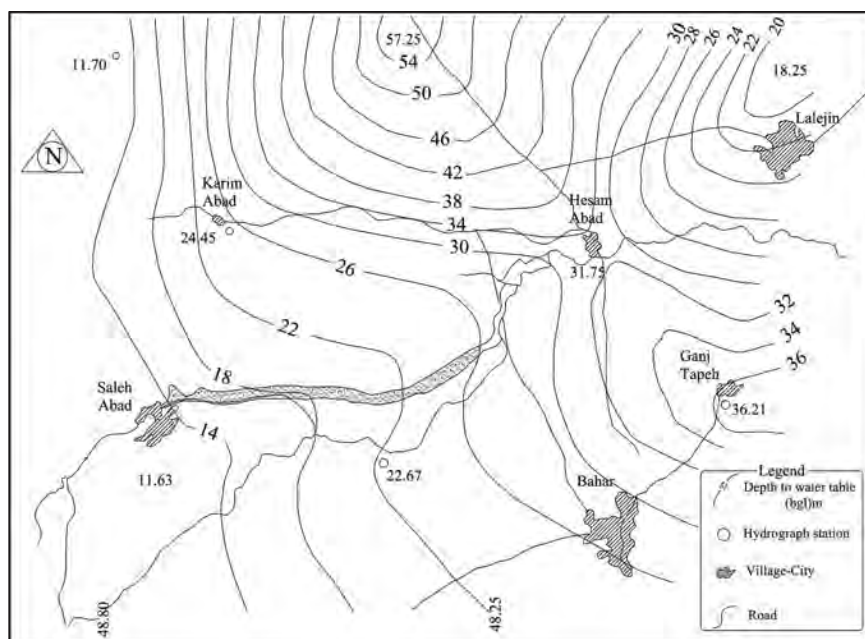 57.25
54
50
46
42
38
34
30
26
22
18
14
30
28
26
24
22
20
18.25
Lalejin
11.70
N
Karim
Abad
24.45
Hesam
Abad
31.75
32
34
36
Ganj
Tapeh
36.21
Saleh
Abad
11.63
22.67
Bahar
48.80
48.25
Legend
Depth to water table
(bgl)m
Hydrograph station
Village-City
Road